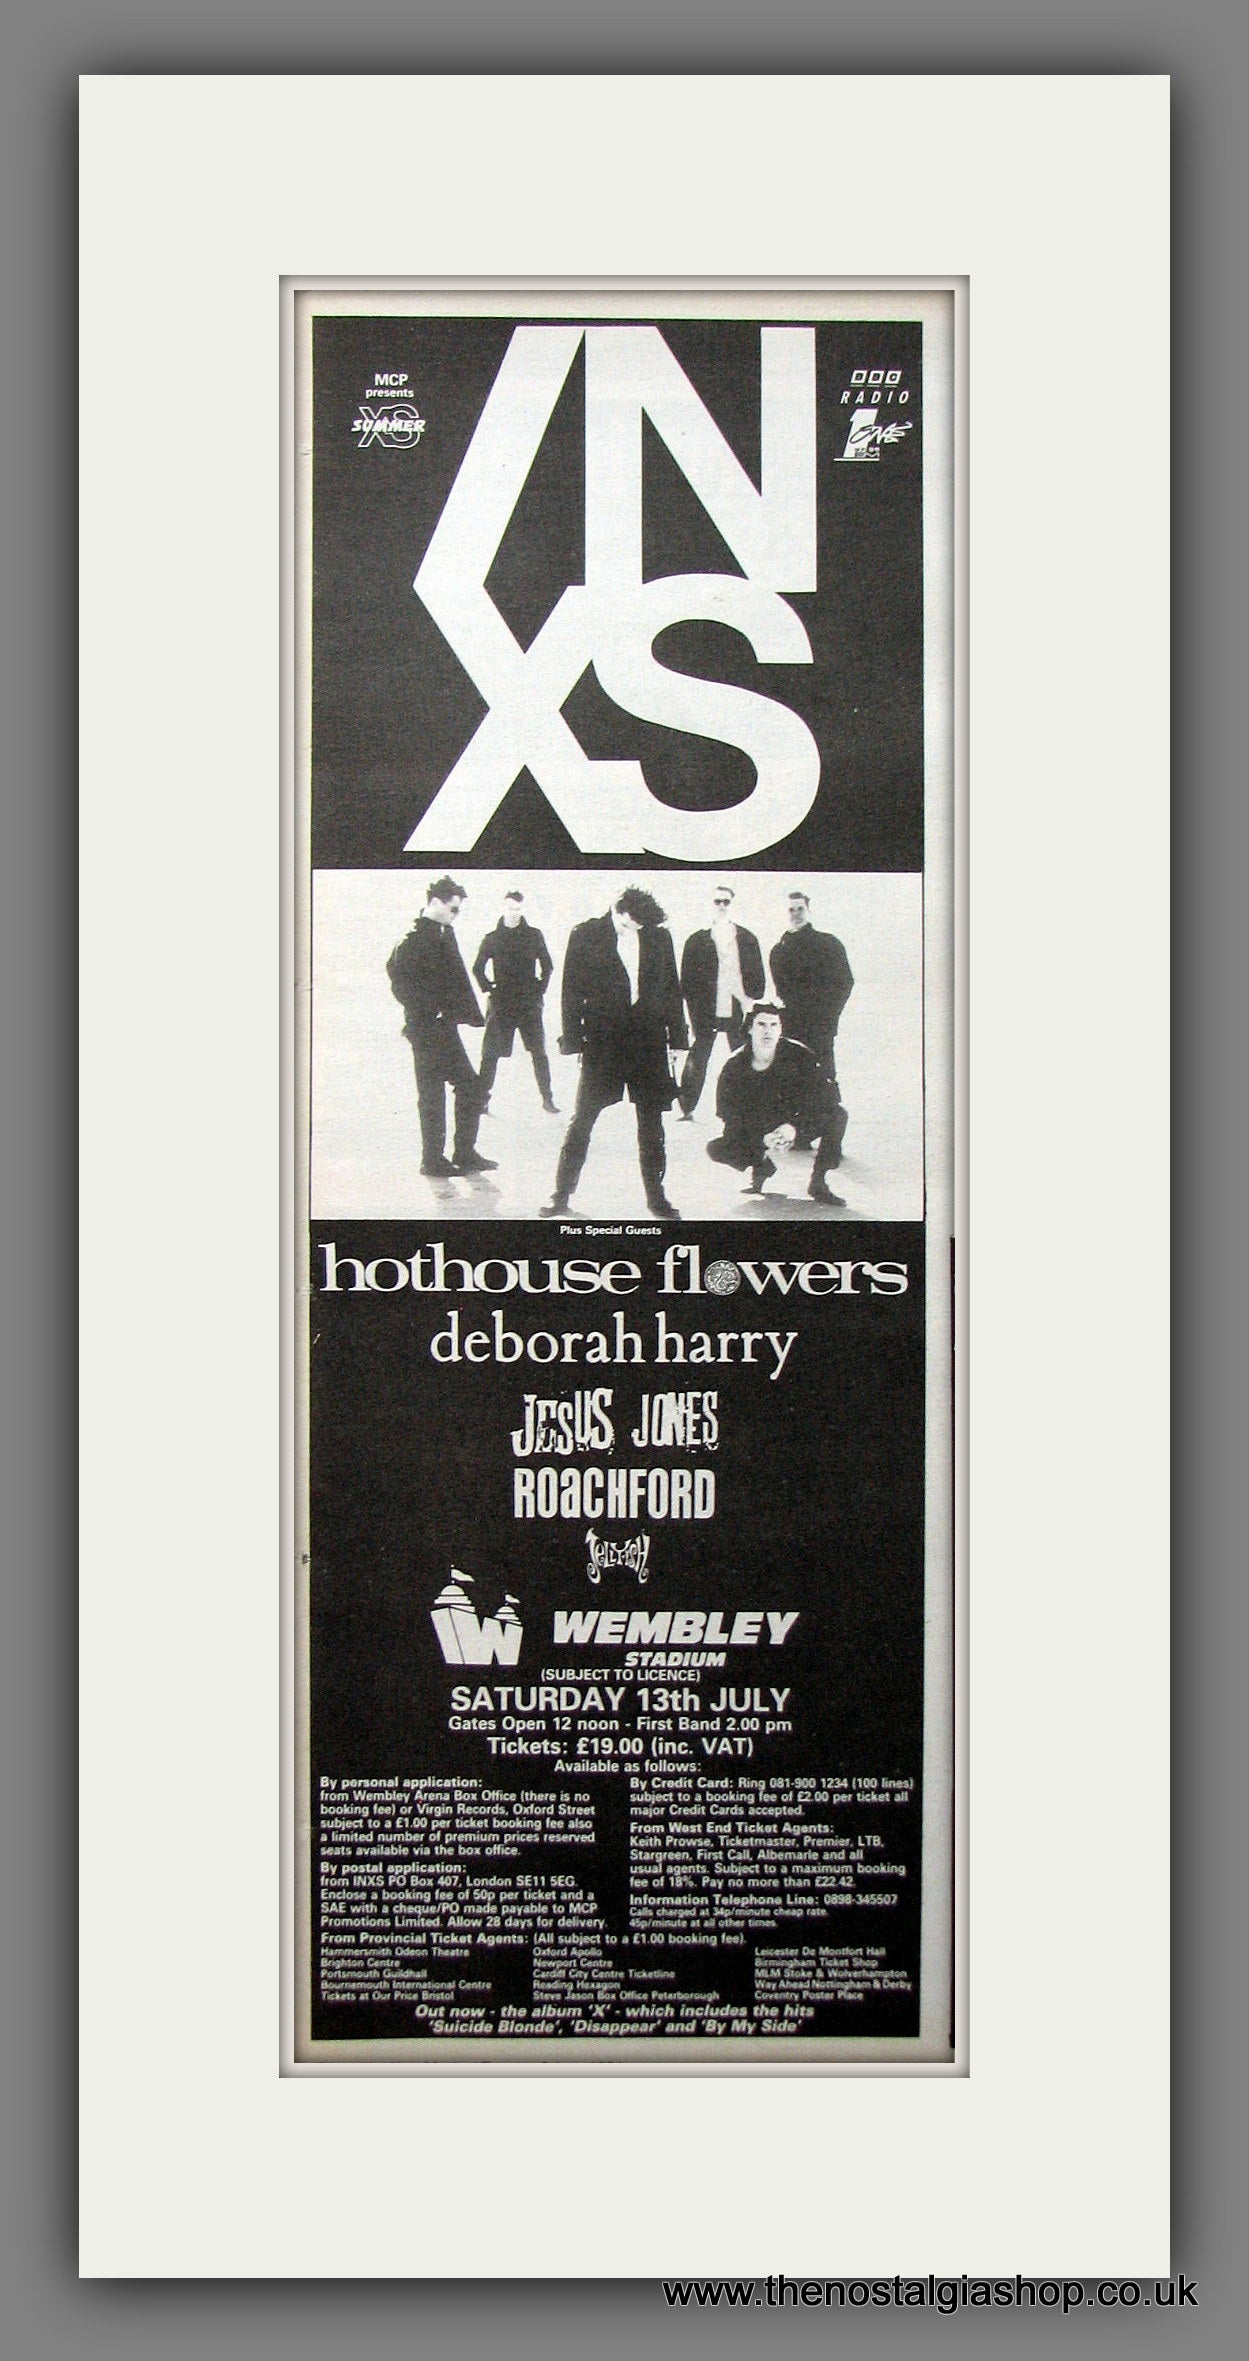 MCP
presents
XS
SUMMER
BBC
RADIO
1
ONE
FM
INXS
Plus Special Guests
hothouse flowers
deborah harry
JESUS JONES
ROACHFORD
JELLYFISH
W
WEMBLEY
STADIUM
(SUBJECT TO LICENCE)
SATURDAY 13th JULY
Gates Open 12 noon - First Band 2.00 pm
Tickets: £19.00 (inc. VAT)
Available as follows:
By personal application:
from Wembley Arena Box Office (there is no
booking fee) or Virgin Records, Oxford Street
subject to a £1.00 per ticket booking fee also
a limited number of premium prices reserved
seats available via the box office.
By postal application:
from INXS PO Box 407, London SE11 5EG.
Enclose a booking fee of 50p per ticket and a
SAE with a cheque/PO made payable to MCP
Promotions Limited. Allow 28 days for delivery.
By Credit Card: Ring 081-900 1234 (100 lines)
subject to a booking fee of £2.00 per ticket all
major Credit Cards accepted.
From West End Ticket Agents:
Keith Prowse, Ticketmaster, Premier, LTB,
Stargreen, First Call, Albemarle and all
usual agents. Subject to a maximum booking
fee of 18%. Pay no more than £22.42.
Information Telephone Line: 0898-345507
Calls charged at 34p/minute cheap rate.
45p/minute at all other times.
From Provincial Ticket Agents: (All subject to a £1.00 booking fee).
Hammersmith Odeon Theatre
Brighton Centre
Portsmouth Guildhall
Bournemouth International Centre
Tickets at Our Price Bristol
Oxford Apollo
Newport Centre
Cardiff City Centre Ticketline
Reading Hexagon
Steve Jason Box Office Peterborough
Leicester De Montfort Hall
Birmingham Ticket Shop
MLM Stoke & Wolverhampton
Way Ahead Nottingham & Derby
Coventry Poster Place
Out now - the album 'X' - which includes the hits
'Suicide Blonde', 'Disappear' and 'By My Side'
www.thenostalgiashop.co.uk